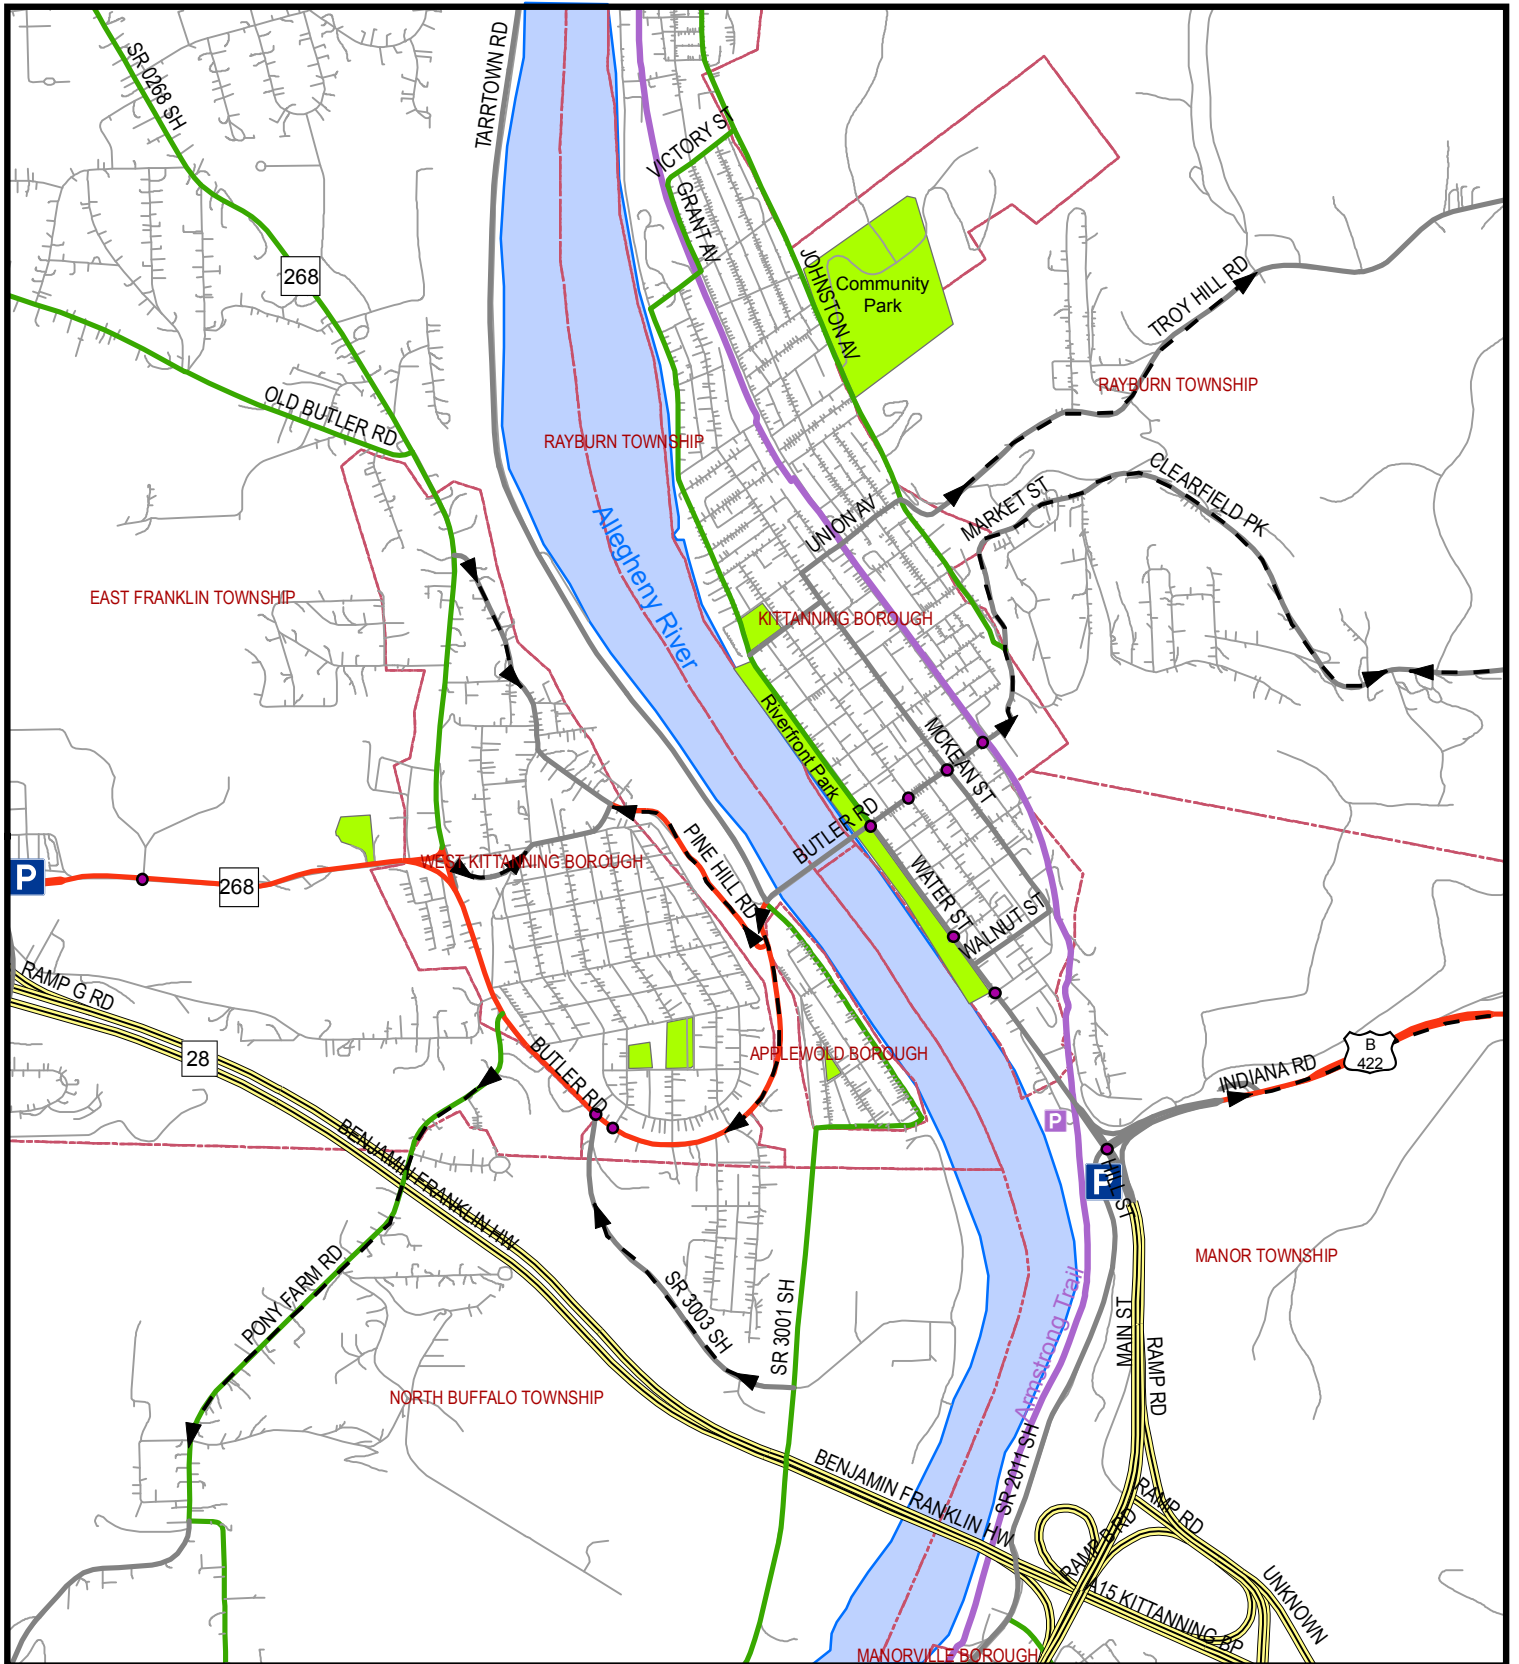 TARRTOWN RD
SR 0268 SH
VICTORY ST
GRANT AV
268
JOHNSTON AV
Community
Park
TROY HILL RD
RAYBURN TOWNSHIP
OLD BUTLER RD
RAYBURN TOWNSHIP
CLEARFIELD PK
MARKET ST
UNION AV
Allegheny River
EAST FRANKLIN TOWNSHIP
KITTANNING BOROUGH
Riverfront Park
MCKEAN ST
BUTLER RD
PINE HILL RD
WEST KITTANNING BOROUGH
P
268
WATER ST
WALNUT ST
RAMP G RD
28
BUTLER RD
APPLEWOLD BOROUGH
B
422
INDIANA RD
P
BENJAMIN FRANKLIN HW
P
HILL ST
MANOR TOWNSHIP
PONY FARM RD
SR 3003 SH
SR 3001 SH
Armstrong Trail
MAIN ST
RAMP RD
NORTH BUFFALO TOWNSHIP
SR 2011 SH
BENJAMIN FRANKLIN HW
RAMP RD
RAMP B RD
A15 KITTANNING BP
UNKNOWN
MANORVILLE BOROUGH